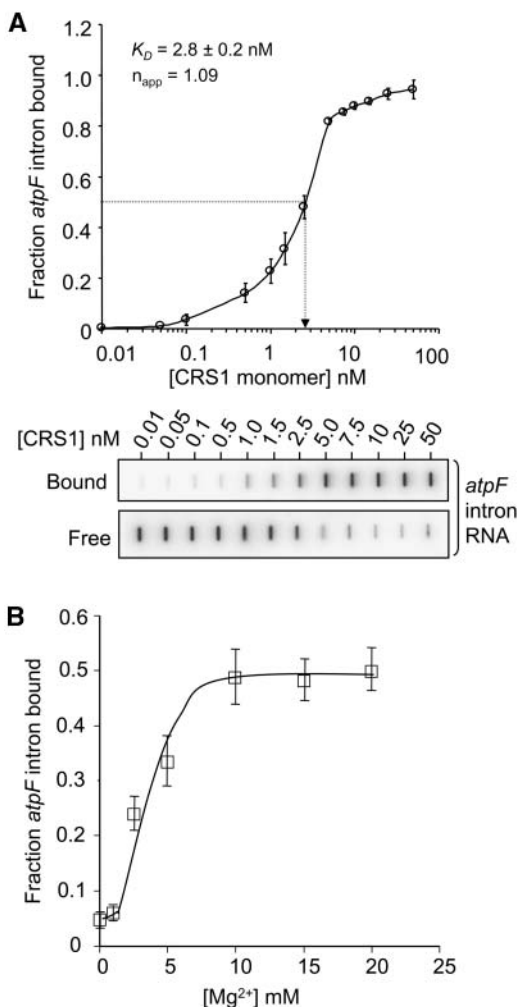 A
K_D = 2.8 ± 0.2 nM
n_app = 1.09
Fraction atpF intron bound
1.2
1.0
0.8
0.6
0.4
0.2
0
0.01 0.1 1 10 100
[CRS1 monomer] nM
[CRS1] nM 0.01 0.05 0.1 0.5 1.0 1.5 2.5 5.0 7.5 10 25 50
Bound
Free
atpF
intron
RNA
B
Fraction atpF intron bound
0.6
0.5
0.4
0.3
0.2
0.1
0
0 5 10 15 20 25
[Mg²⁺] mM